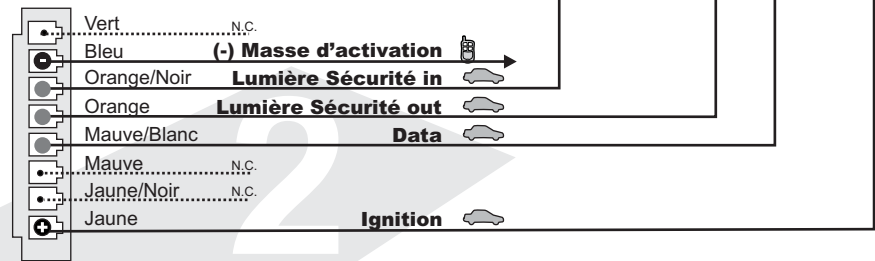 Vert N.C.
Bleu (-) Masse d'activation
Orange/Noir Lumière Sécurité in
Orange Lumière Sécurité out
Mauve/Blanc Data
Mauve N.C.
Jaune/Noir N.C.
Jaune Ignition
2